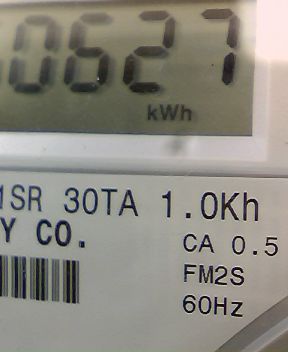 0627
kWh
1SR 30TA 1.0Kh
Y CO.
CA 0.5
FM2S
60Hz